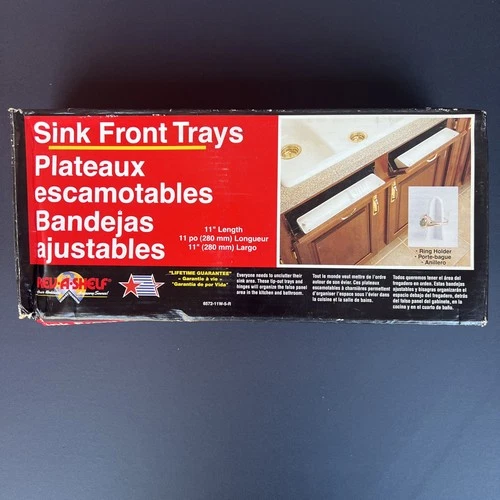 Sink Front Trays
Plateaux
escamotables
Bandejas
ajustables
11" Length
11 po (280 mm) Longueur
11" (280 mm) Largo
- Ring Holder
- Porte-bague
- Anillero
REV-A-SHELF
"LIFETIME GUARANTEE"
- Garantie à vie -
"Garantia de por Vida"
6572-11W-5-R
Everyone needs to unclutter their
sink area. These tip-out trays and
hinges will organize the false panel
area in the kitchen and bathroom.
Tout le monde veut mettre de l'ordre
autour de son évier. Ces plateaux
escamotables à charnières permettent
d'organiser l'espace sous l'évier dans
la cuisine et la salle de bains.
Todos queremos tener el área del
fregadero en orden. Estas bandejas
ajustables y bisagras organizarán el
espacio debajo del fregadero, detrás
del falso panel del gabinete, en la
cocina y en el cuarto de baño.